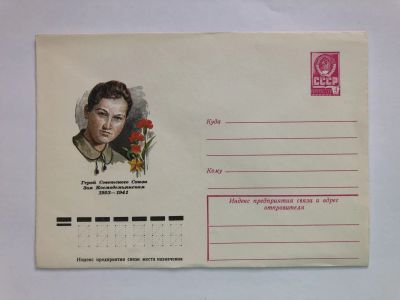 СССР
Куда
Герой Советского Союза
Зоя Космодемьянская
1923—1941
Кому
Индекс предприятия связи и адрес
отправителя
Индекс предприятия связи места назначения